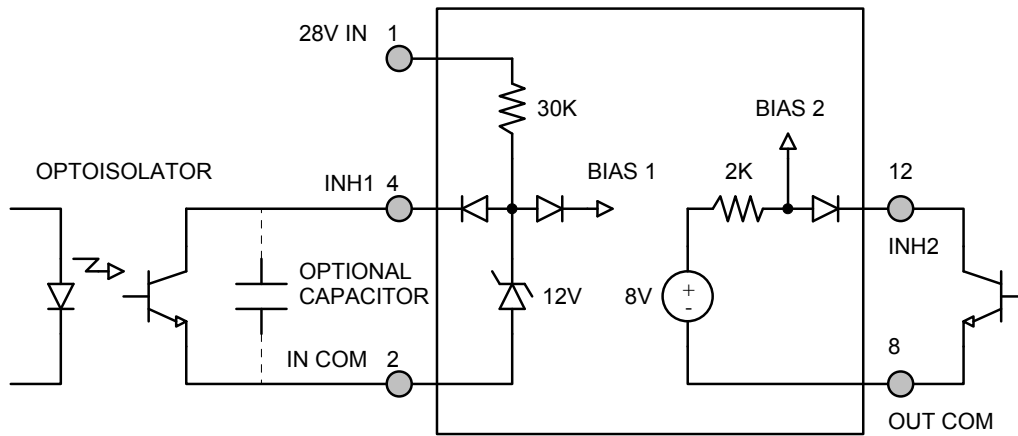 28V IN 1
30K
BIAS 2
OPTOISOLATOR
INH1 4
BIAS 1
2K
12
INH2
OPTIONAL
CAPACITOR
12V
8V
+
-
IN COM 2
8
OUT COM